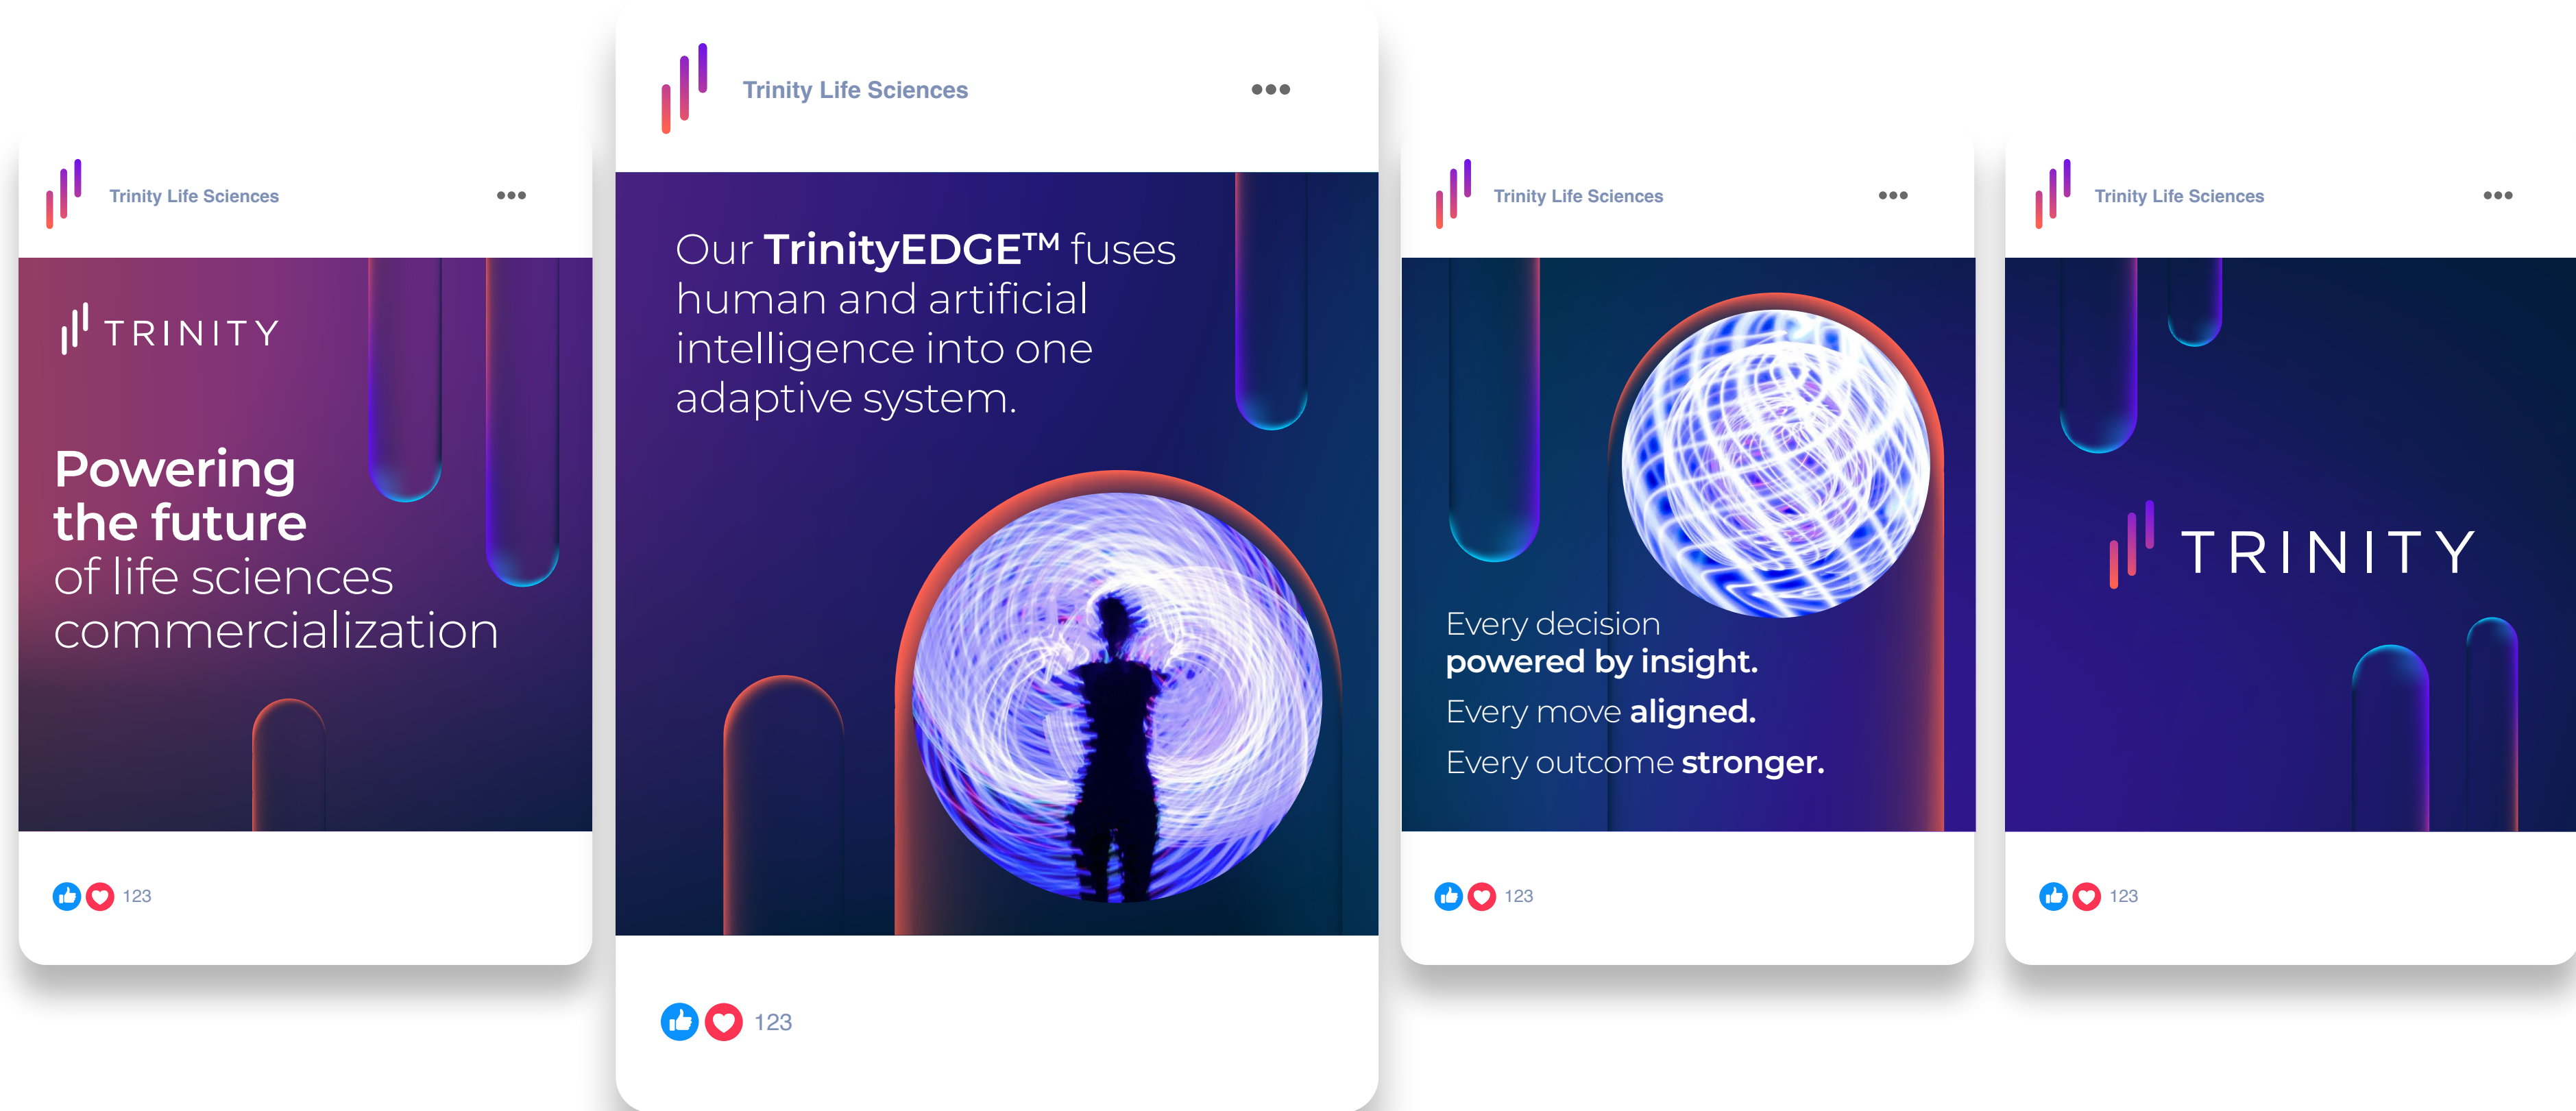 Trinity Life Sciences
TRINITY
Powering
the future
of life sciences
commercialization
123
Trinity Life Sciences
Our TrinityEDGE™ fuses
human and artificial
intelligence into one
adaptive system.
123
Trinity Life Sciences
Every decision
powered by insight.
Every move aligned.
Every outcome stronger.
123
Trinity Life Sciences
TRINITY
123